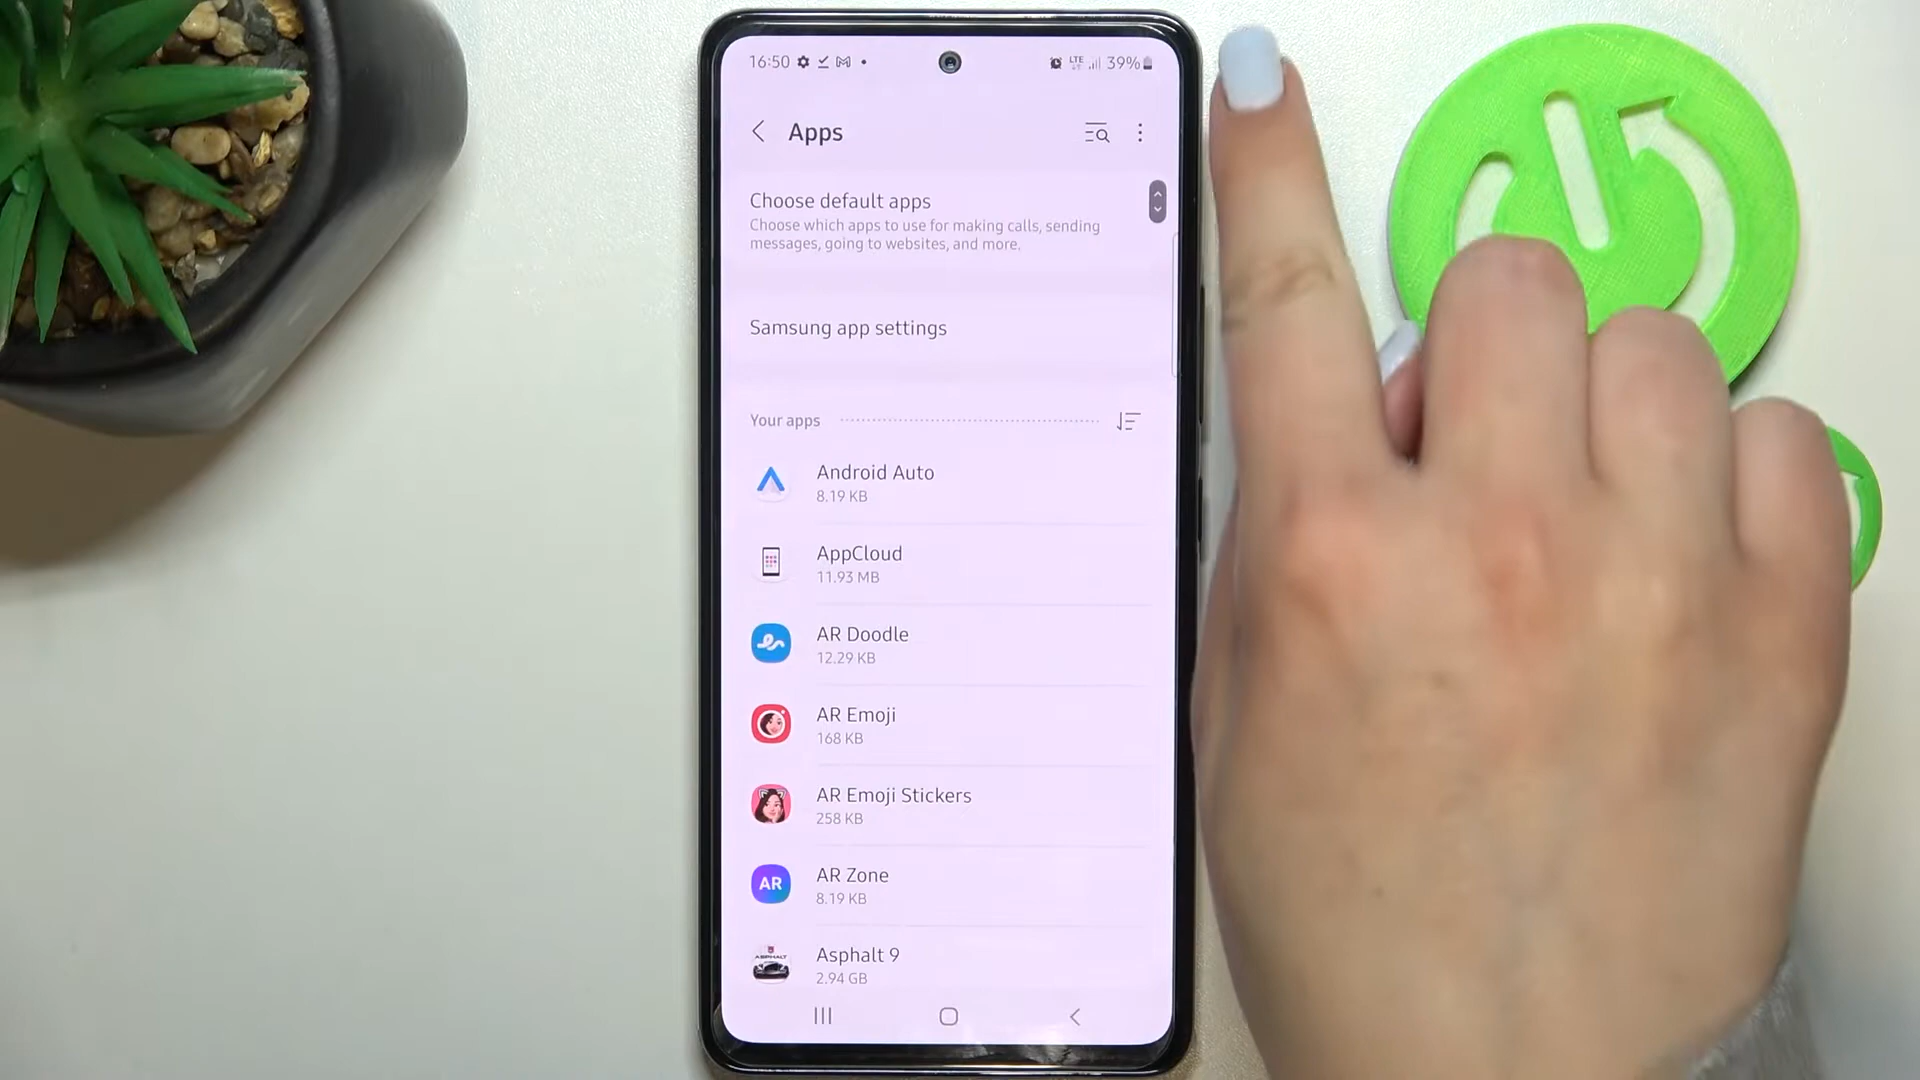 16:50 LTE 39%
Apps
Choose default apps
Choose which apps to use for making calls, sending
messages, going to websites, and more.
Samsung app settings
Your apps
Android Auto
8.19 KB
AppCloud
11.93 MB
AR Doodle
12.29 KB
AR Emoji
168 KB
AR Emoji Stickers
258 KB
AR
AR Zone
8.19 KB
ASPHALT
Asphalt 9
2.94 GB